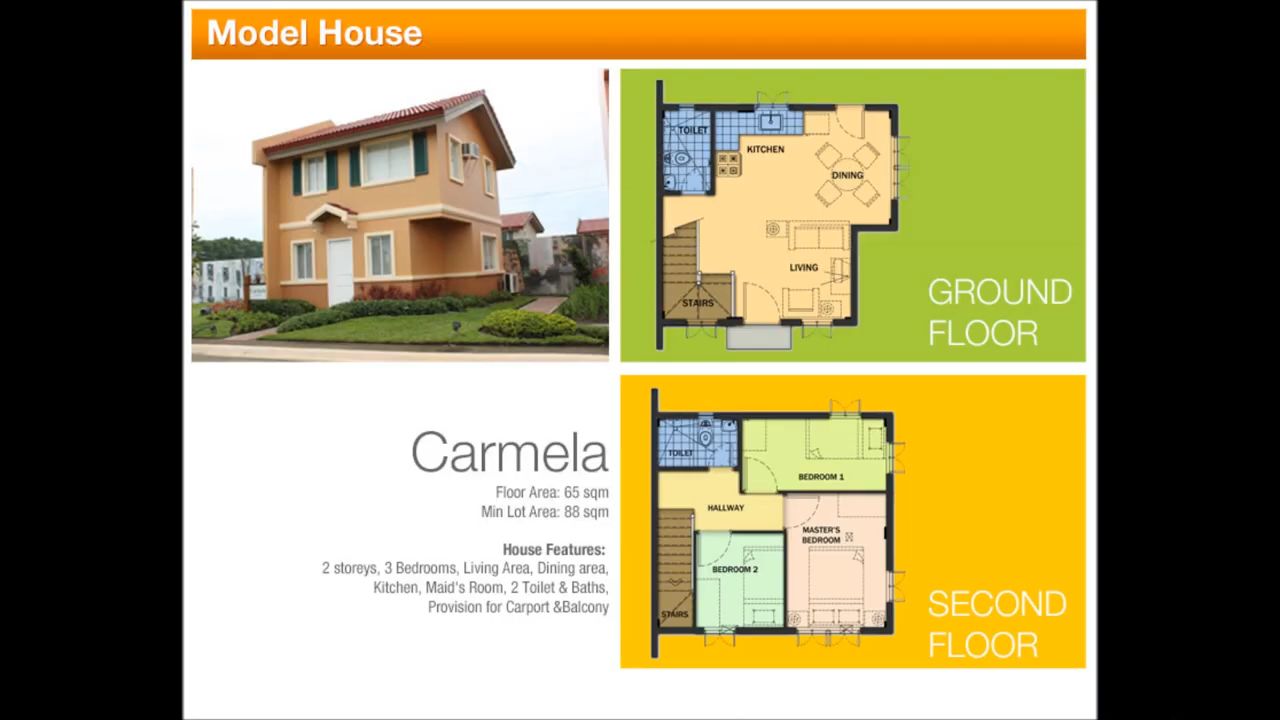 Model House
TOILET
KITCHEN
DINING
LIVING
STAIRS
GROUND
FLOOR
Carmela
Floor Area: 65 sqm
Min Lot Area: 88 sqm
House Features:
2 storeys, 3 Bedrooms, Living Area, Dining area,
Kitchen, Maid's Room, 2 Toilet & Baths,
Provision for Carport &Balcony
TOILET
BEDROOM 1
HALLWAY
MASTER'S
BEDROOM
BEDROOM 2
STAIRS
SECOND
FLOOR